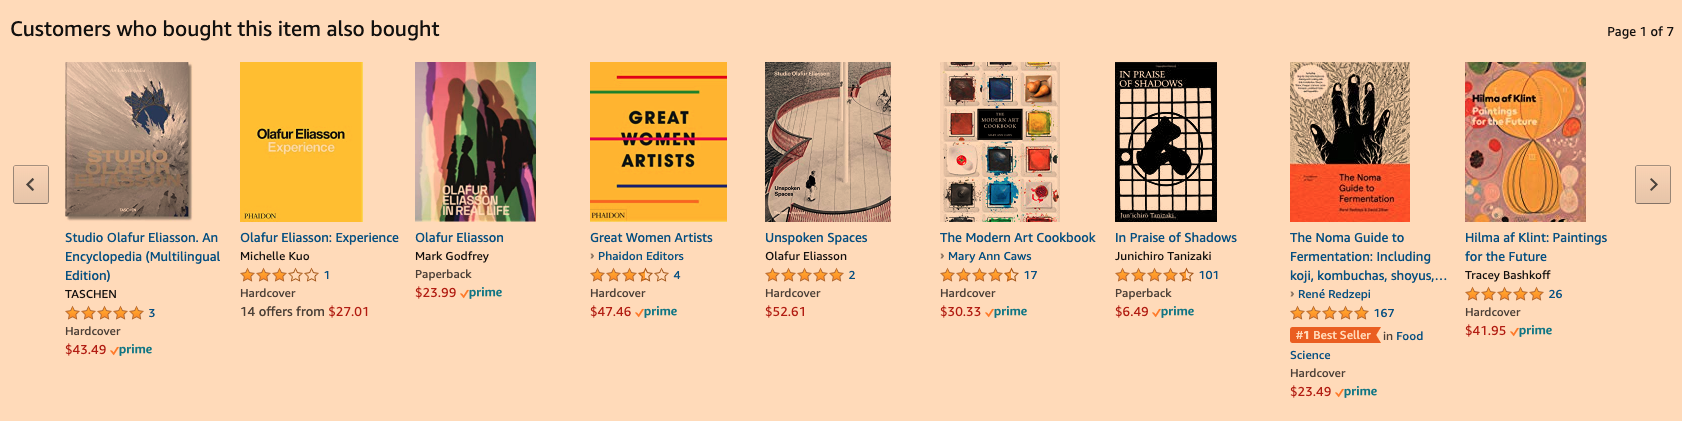 Customers who bought this item also bought
Page 1 of 7
STUDIO
OLAFUR
TASCHEN
Studio Olafur Eliasson. An
Encyclopedia (Multilingual
Edition)
TASCHEN
3
Hardcover
$43.49 prime
Olafur Eliasson
Experience
PHAIDON
Olafur Eliasson: Experience
Michelle Kuo
1
Hardcover
14 offers from $27.01
OLAFUR
ELIASSON
IN REAL LIFE
Olafur Eliasson
Mark Godfrey
Paperback
$23.99 prime
GREAT
WOMEN
ARTISTS
PHAIDON
Great Women Artists
› Phaidon Editors
4
Hardcover
$47.46 prime
Studio Olafur Eliasson
Unspoken
Spaces
Unspoken Spaces
Olafur Eliasson
2
Hardcover
$52.61
THE
MODERN ART
COOKBOOK
MARY ANN CAWS
The Modern Art Cookbook
› Mary Ann Caws
17
Hardcover
$30.33 prime
IN PRAISE
OF SHADOWS
Jun'ichiro Tanizaki,
In Praise of Shadows
Junichiro Tanizaki
101
Paperback
$6.49 prime
The Noma
Guide to
Fermentation
René Redzepi & David Zilber
The Noma Guide to
Fermentation: Including
koji, kombuchas, shoyus,...
› René Redzepi
167
#1 Best Seller in Food
Science
Hardcover
$23.49 prime
Hilma af Klint
Paintings
for the Future
Hilma af Klint: Paintings
for the Future
Tracey Bashkoff
26
Hardcover
$41.95 prime